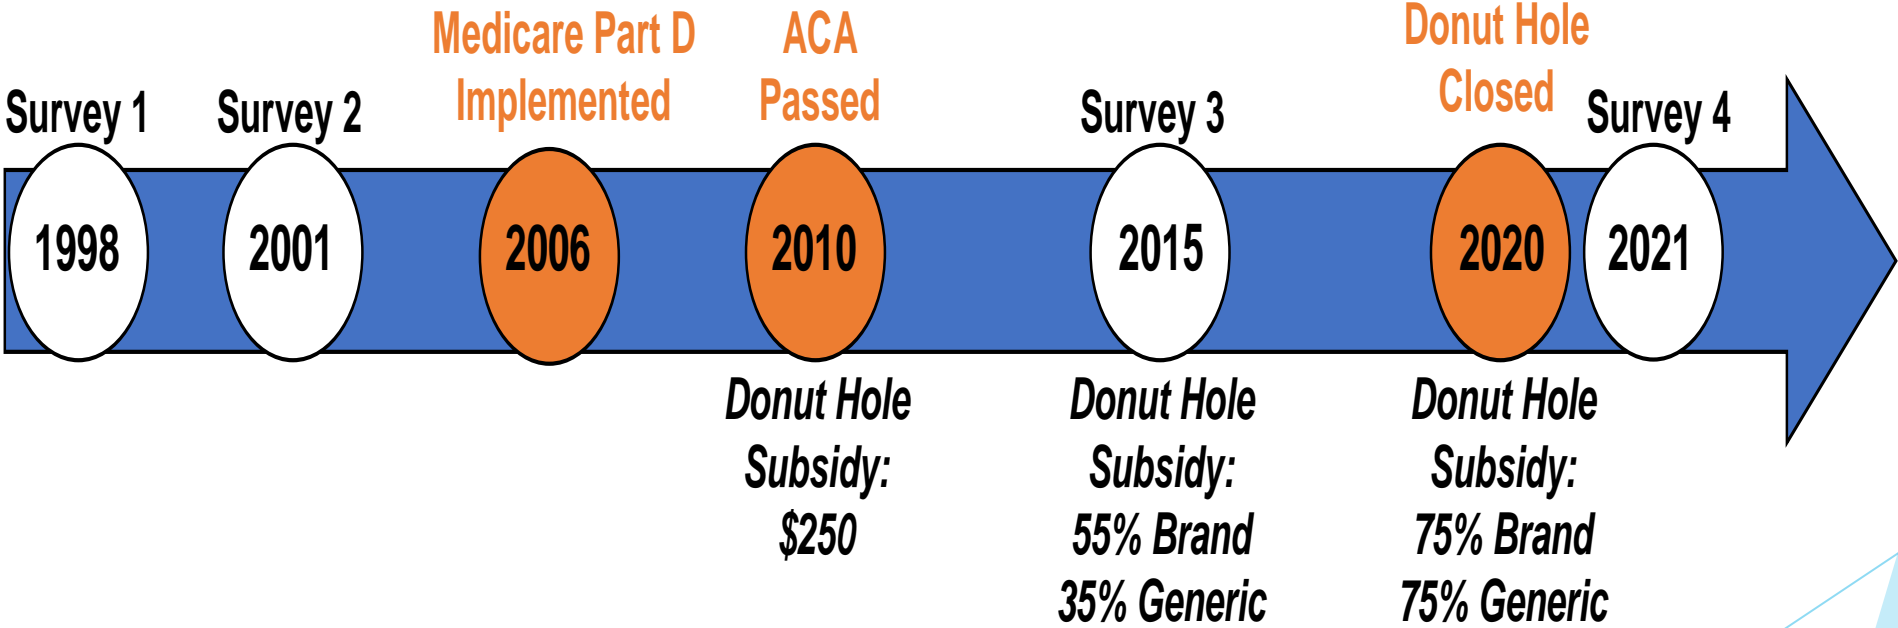 Survey 1
1998
Survey 2
2001
Medicare Part D
Implemented
2006
ACA
Passed
2010
Donut Hole
Subsidy:
$250
Survey 3
2015
Donut Hole
Subsidy:
55% Brand
35% Generic
Donut Hole
Closed
2020
Donut Hole
Subsidy:
75% Brand
75% Generic
Survey 4
2021